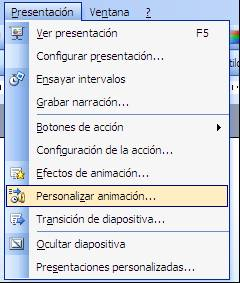 Presentación Ventana ?
Ver presentación F5
Configurar presentación...
Ensayar intervalos
Grabar narración...
Botones de acción
Configuración de la acción...
Efectos de animación...
Personalizar animación...
Transición de diapositiva...
Ocultar diapositiva
Presentaciones personalizadas...